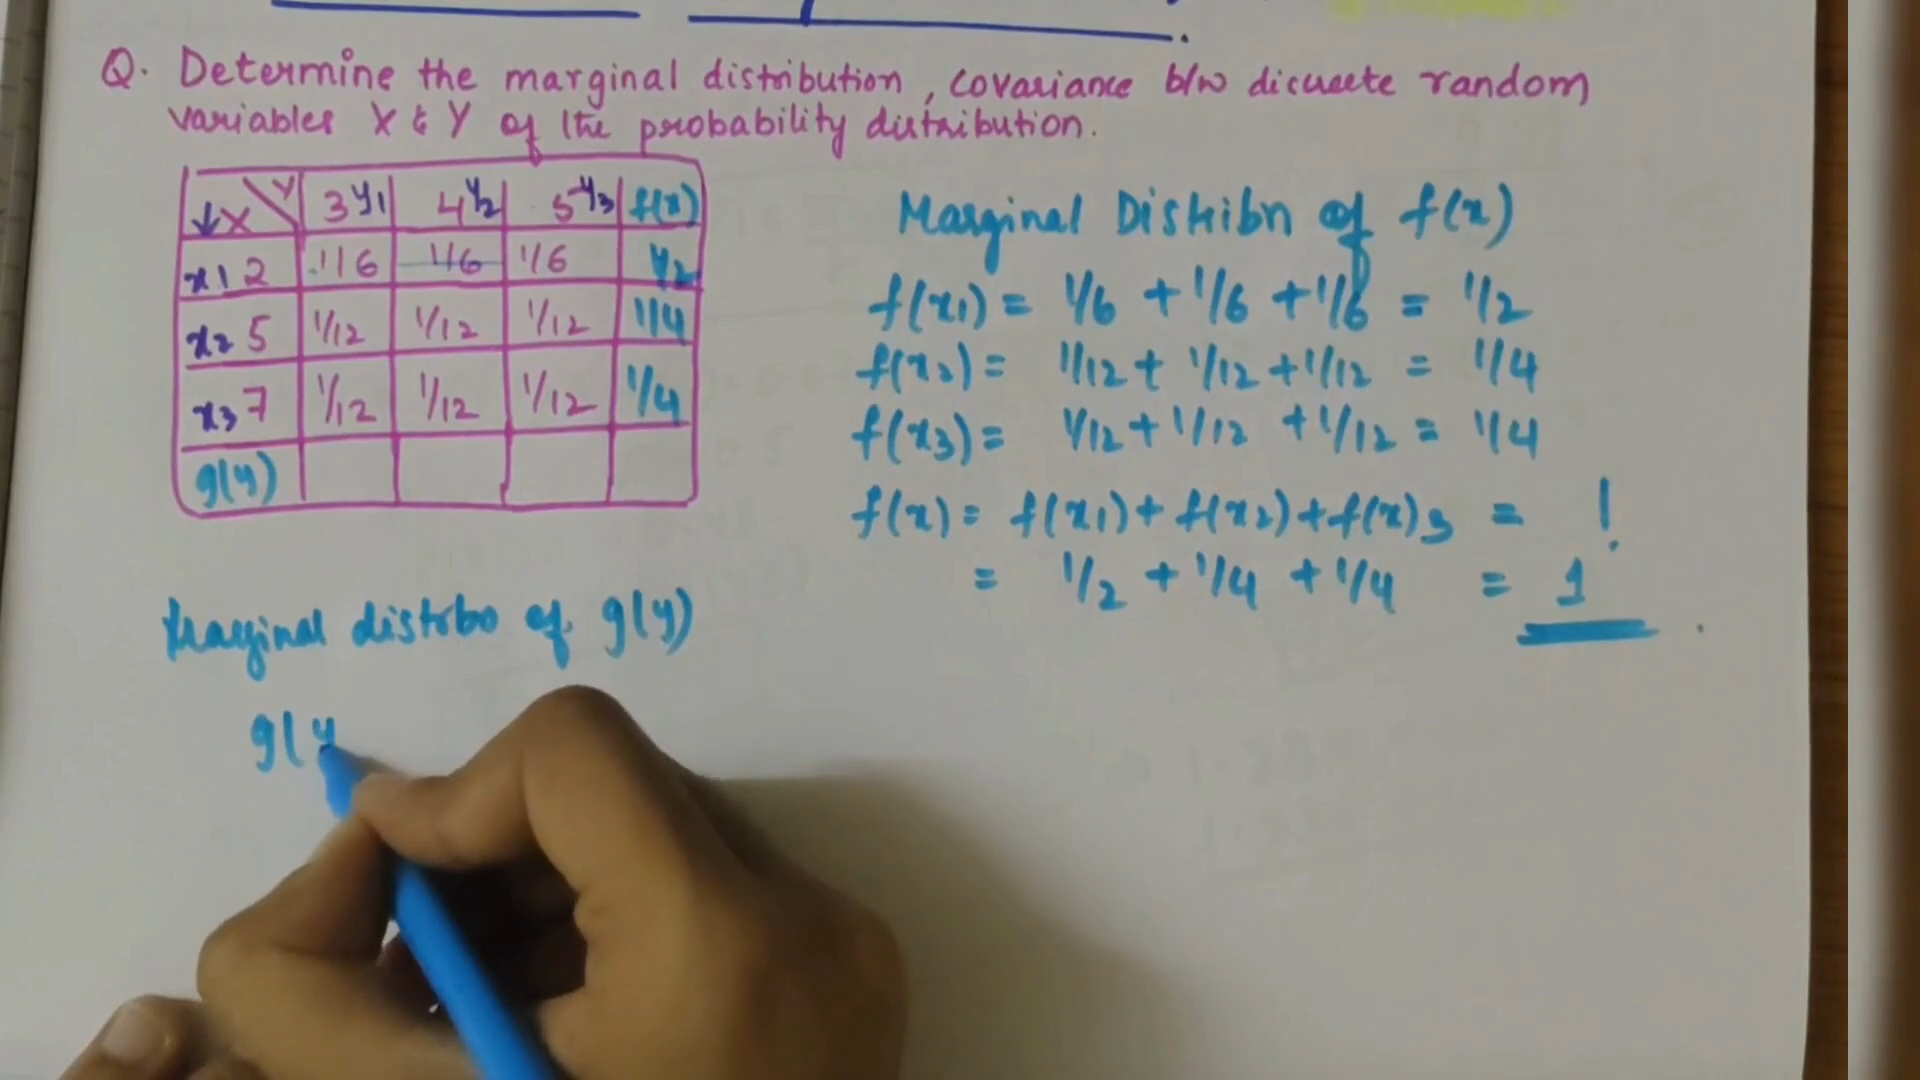 Q. Determine the marginal distribution, covariance b/w dicucete random
variables X & Y of the probability distribution.
↓X Y 3 y1 4 y2 5 y3 f(x)
x1 2 1/6 1/6 1/6 1/2
x2 5 1/12 1/12 1/12 1/4
x3 7 1/12 1/12 1/12 1/4
g(y)
Marginal Distribn of f(x)
f(x1) = 1/6 + 1/6 + 1/6 = 1/2
f(x2) = 1/12 + 1/12 + 1/12 = 1/4
f(x3) = 1/12 + 1/12 + 1/12 = 1/4
f(x) = f(x1) + f(x2) + f(x)3 = !
= 1/2 + 1/4 + 1/4 = 1
Marginal distrbo of g(y)
g(y